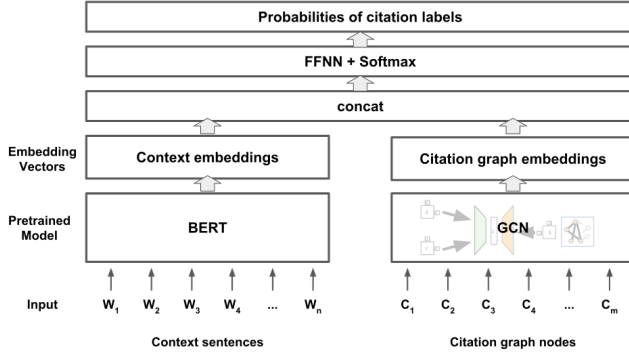 Probabilities of citation labels
FFNN + Softmax
concat
Embedding
Vectors
Context embeddings
Citation graph embeddings
Pretrained
Model
BERT
GCN
Input
W1 W2 W3 W4 ... Wn
C1 C2 C3 C4 ... Cm
Context sentences
Citation graph nodes